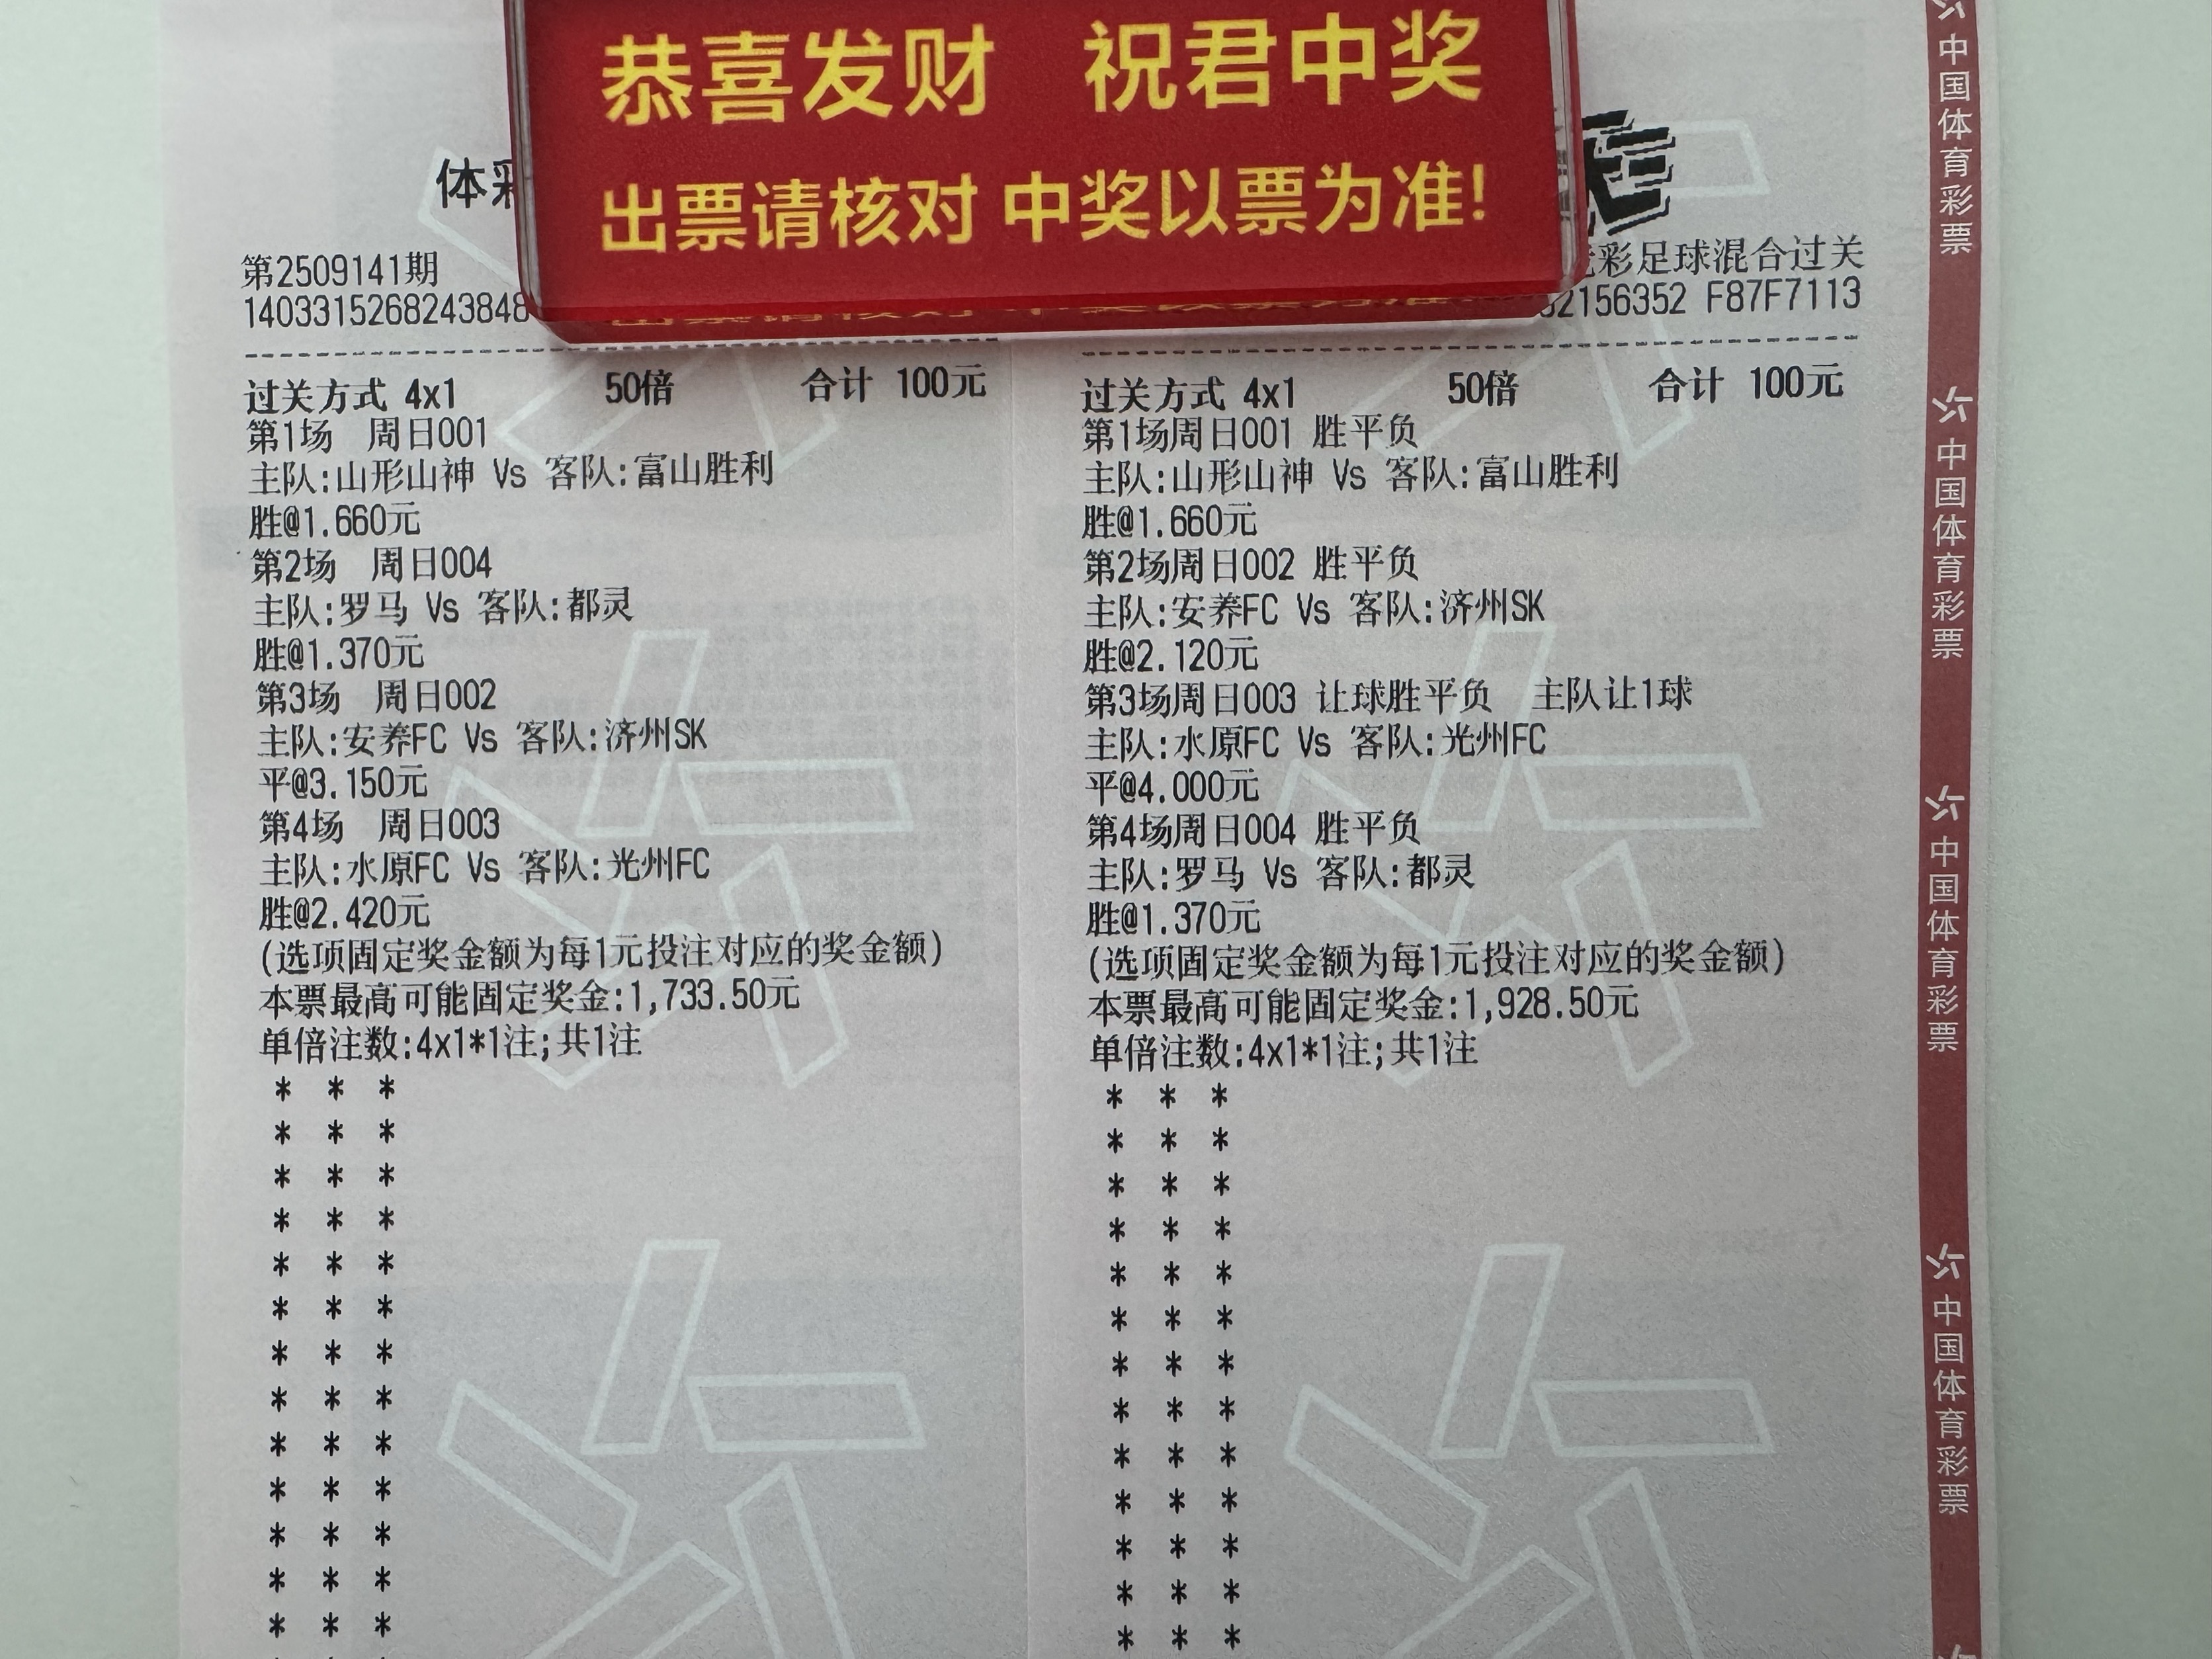 恭喜发财 祝君中奖
出票请核对 中奖以票为准!
体彩
第2509141期
1403315268243848
过关方式 4x1 50倍 合计 100元
第1场 周日001
主队:山形山神 Vs 客队:富山胜利
胜@1.660元
第2场 周日004
主队:罗马 Vs 客队:都灵
胜@1.370元
第3场 周日002
主队:安养FC Vs 客队:济州SK
平@3.150元
第4场 周日003
主队:水原FC Vs 客队:光州FC
胜@2.420元
(选项固定奖金额为每1元投注对应的奖金额)
本票最高可能固定奖金:1,733.50元
单倍注数:4x1*1注;共1注
* * *
* * *
* * *
* * *
* * *
* * *
* * *
* * *
* * *
* * *
* * *
* * *
* * *
彩足球混合过关
2156352 F87F7113
过关方式 4x1 50倍 合计 100元
第1场周日001 胜平负
主队:山形山神 Vs 客队:富山胜利
胜@1.660元
第2场周日002 胜平负
主队:安养FC Vs 客队:济州SK
胜@2.120元
第3场周日003 让球胜平负 主队让1球
主队:水原FC Vs 客队:光州FC
平@4.000元
第4场周日004 胜平负
主队:罗马 Vs 客队:都灵
胜@1.370元
(选项固定奖金额为每1元投注对应的奖金额)
本票最高可能固定奖金:1,928.50元
单倍注数:4x1*1注;共1注
* * *
* * *
* * *
* * *
* * *
* * *
* * *
* * *
* * *
* * *
* * *
* * *
* * *
中国体育彩票
中国体育彩票
中国体育彩票
中国体育彩票